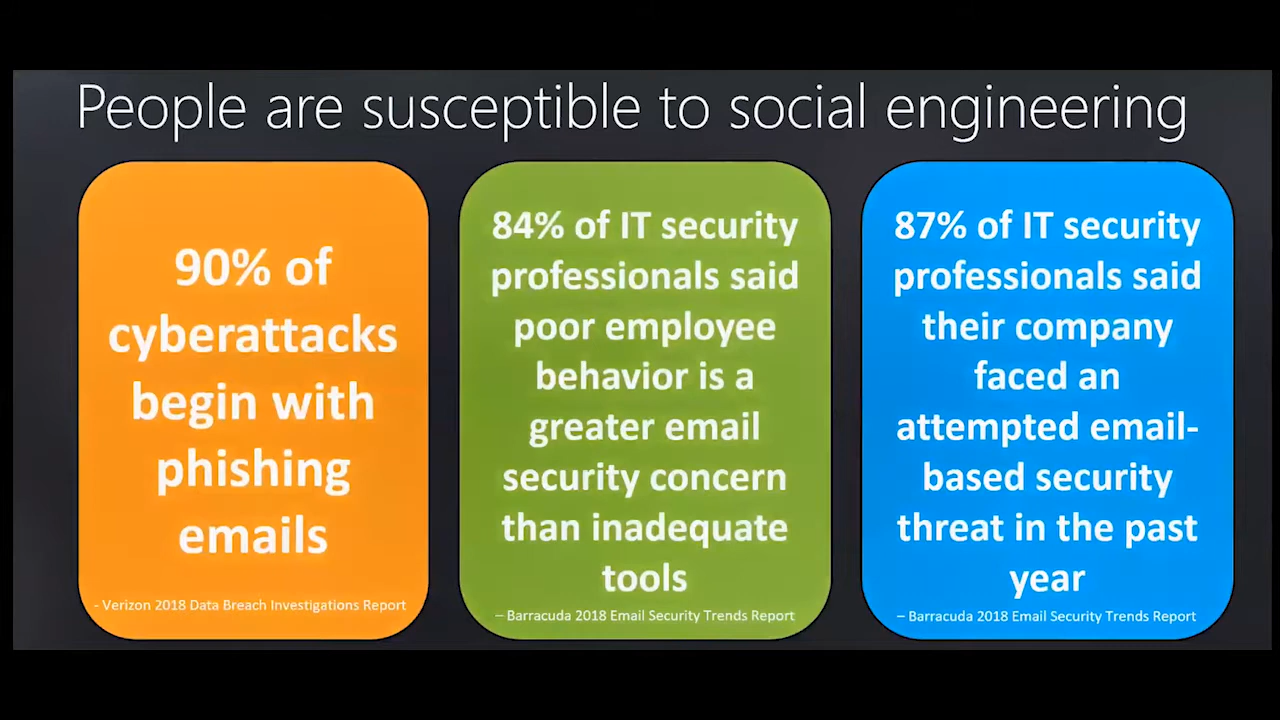 People are susceptible to social engineering
90% of
cyberattacks
begin with
phishing
emails
- Verizon 2018 Data Breach Investigations Report
84% of IT security
professionals said
poor employee
behavior is a
greater email
security concern
than inadequate
tools
– Barracuda 2018 Email Security Trends Report
87% of IT security
professionals said
their company
faced an
attempted email-
based security
threat in the past
year
– Barracuda 2018 Email Security Trends Report